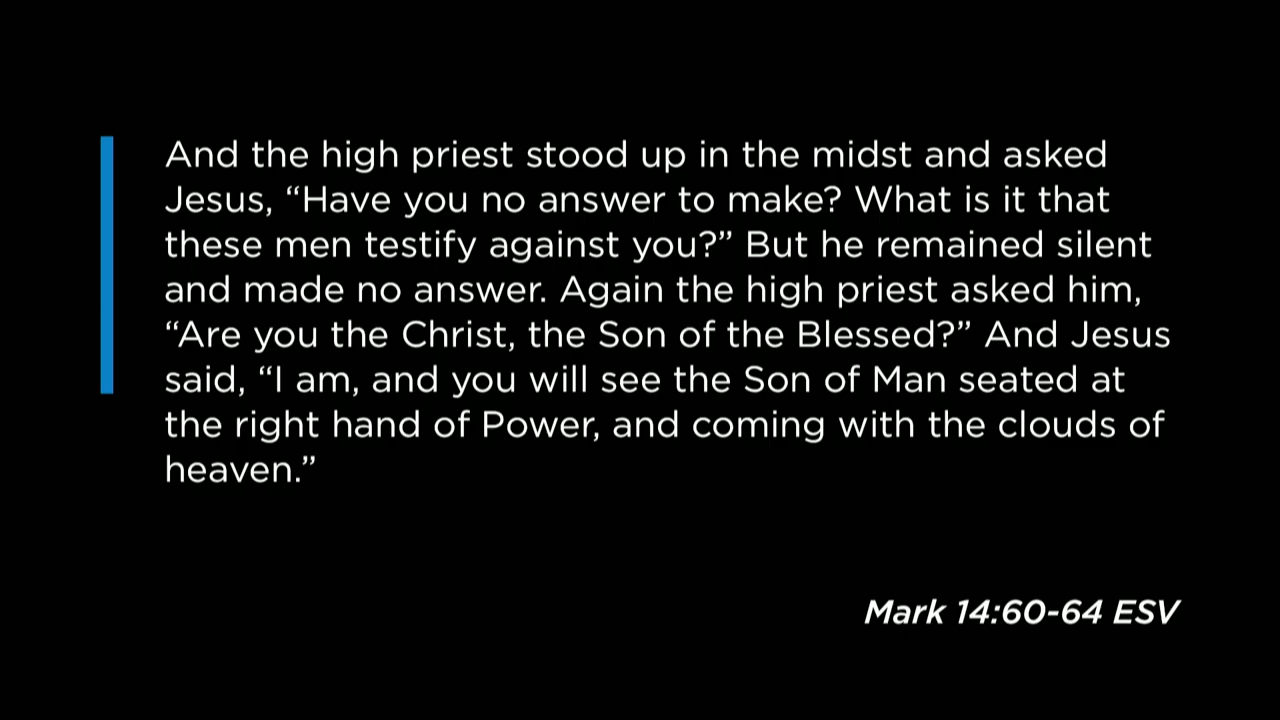 And the high priest stood up in the midst and asked
Jesus, “Have you no answer to make? What is it that
these men testify against you?” But he remained silent
and made no answer. Again the high priest asked him,
“Are you the Christ, the Son of the Blessed?” And Jesus
said, “I am, and you will see the Son of Man seated at
the right hand of Power, and coming with the clouds of
heaven.”
Mark 14:60-64 ESV